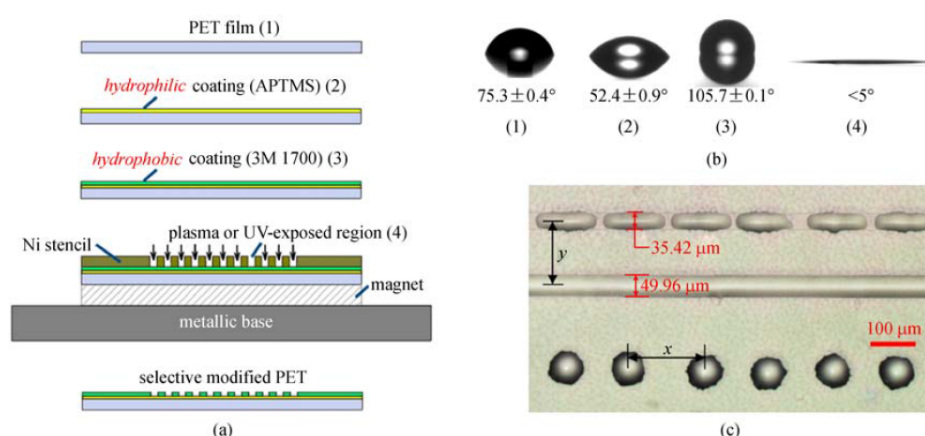 PET film (1)
hydrophilic coating (APTMS) (2)
hydrophobic coating (3M 1700) (3)
plasma or UV-exposed region (4)
Ni stencil
magnet
metallic base
selective modified PET
(a)
75.3±0.4° 52.4±0.9° 105.7±0.1° <5°
(1) (2) (3) (4)
(b)
35.42 μm
y
49.96 μm
100 μm
x
(c)